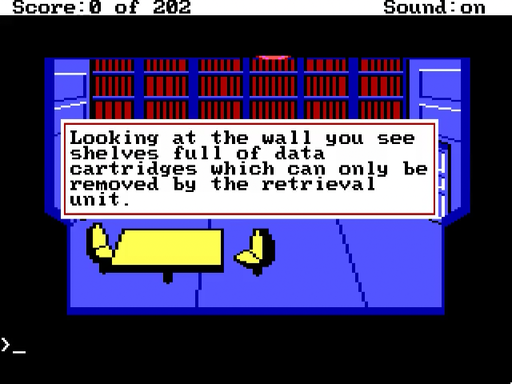 Score:0 of 202 Sound:on
Looking at the wall you see
shelves full of data
cartridges which can only be
removed by the retrieval
unit.
>_